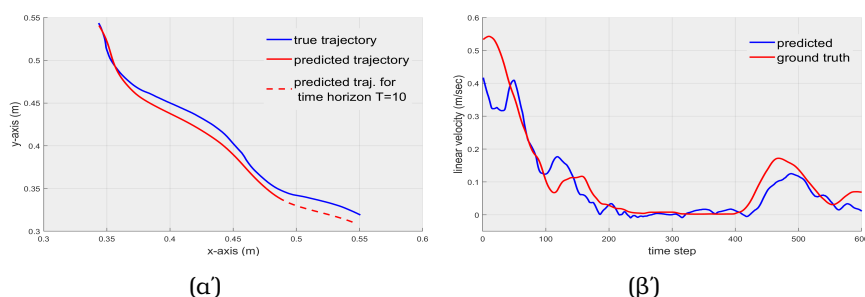 0.55
0.5
0.45
0.4
0.35
0.3
y-axis (m)
0.3 0.35 0.4 0.45 0.5 0.55 0.6
x-axis (m)
true trajectory
predicted trajectory
predicted traj. for
time horizon T=10
(α′)
0.6
0.5
0.4
0.3
0.2
0.1
0
linear velocity (m/sec)
0 100 200 300 400 500 600
time step
predicted
ground truth
(β′)